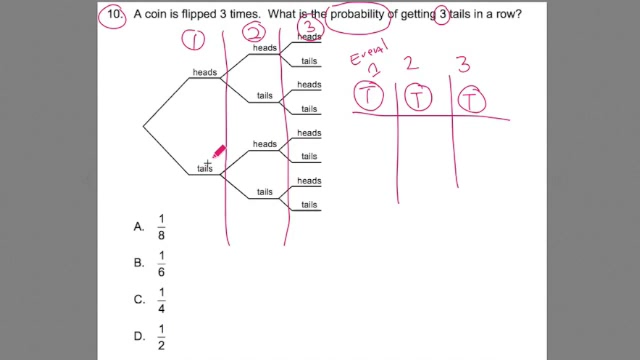 10. A coin is flipped 3 times. What is the probability of getting 3 tails in a row?
1 2 3
heads
tails
heads
tails
heads
tails
heads
tails
heads
tails
heads
tails
heads
tails
Event
1 2 3
T T T
A. 1/8
B. 1/6
C. 1/4
D. 1/2